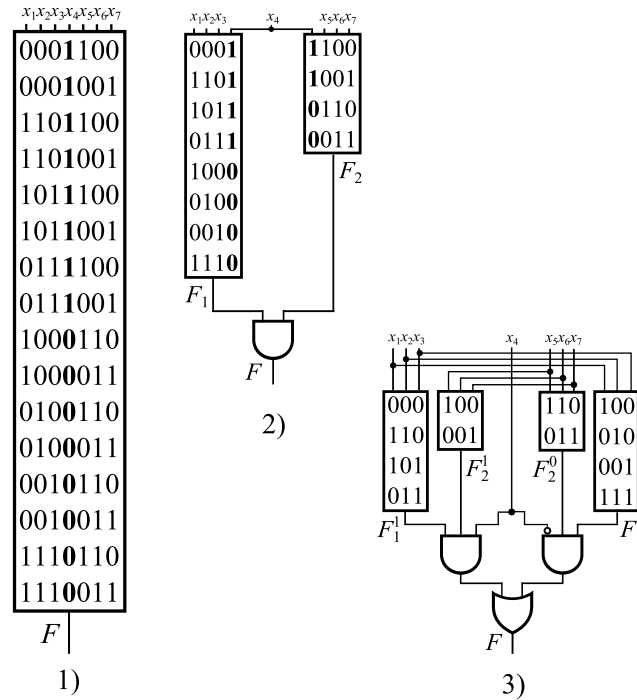 x₁x₂x₃x₄x₅x₆x₇
0001100
0001001
1101100
1101001
1011100
1011001
0111100
0111001
1000110
1000011
0100110
0100011
0010110
0010011
1110110
1110011
F
1)
x₁x₂x₃ x₄ x₅x₆x₇
0001 1100
1101 1001
1011 0110
0111 0011
1000
0100
0010
1110
F₂
F₁
F
2)
x₁x₂x₃ x₄ x₅x₆x₇
000 100 110 100
110 001 011 010
101 001
011 111
F₂¹ F₂⁰
F₁¹ F
F
3)